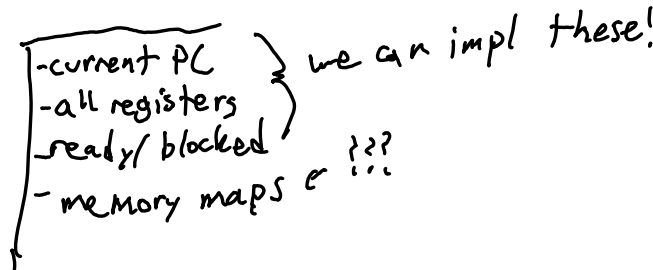 -current PC
-all registers
-ready/blocked
we can impl these!
- memory maps ← ???